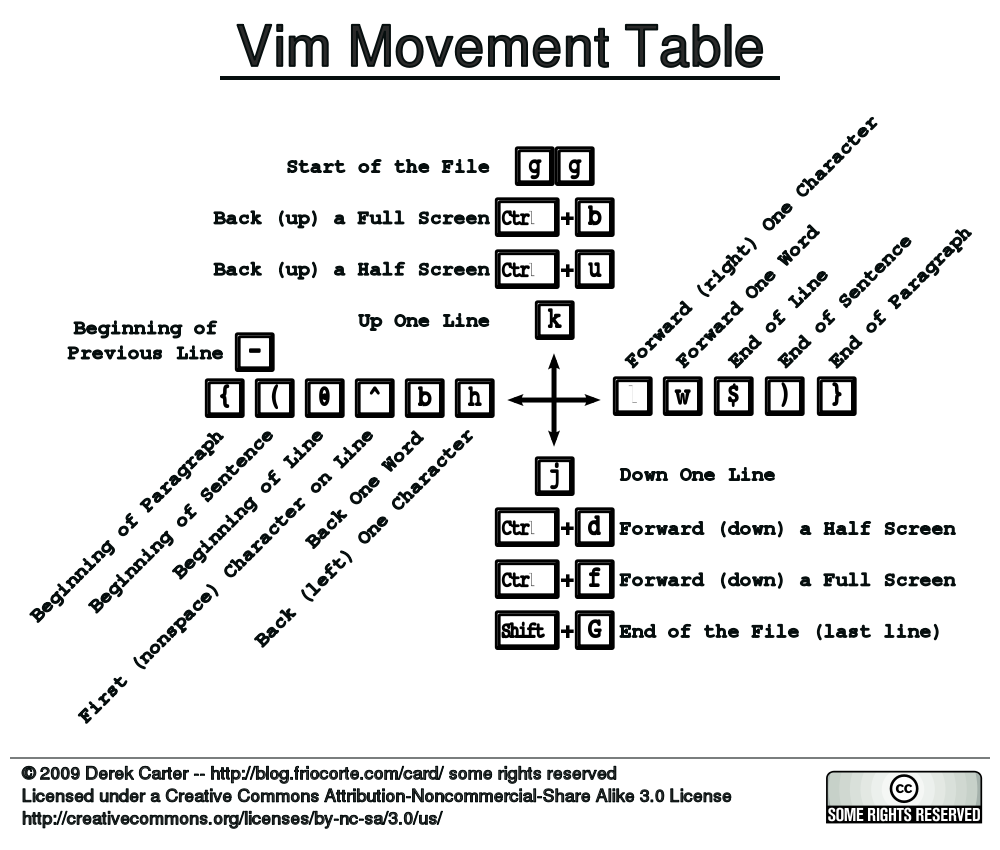 Vim Movement Table
Start of the File g g
Back (up) a Full Screen Ctrl + b
Back (up) a Half Screen Ctrl + u
Up One Line k
Beginning of
Previous Line -
{ ( 0 ^ b h
l w $ ) }
Forward (right) One Character
Forward One Word
End of Line
End of Sentence
End of Paragraph
Beginning of Paragraph
Beginning of Sentence
Beginning of Line
First (nonspace) Character on Line
Back One Word
Back (left) One Character
j Down One Line
Ctrl + d Forward (down) a Half Screen
Ctrl + f Forward (down) a Full Screen
Shift + G End of the File (last line)
© 2009 Derek Carter -- http://blog.friocorte.com/card/ some rights reserved
Licensed under a Creative Commons Attribution-Noncommercial-Share Alike 3.0 License
http://creativecommons.org/licenses/by-nc-sa/3.0/us/
cc
SOME RIGHTS RESERVED